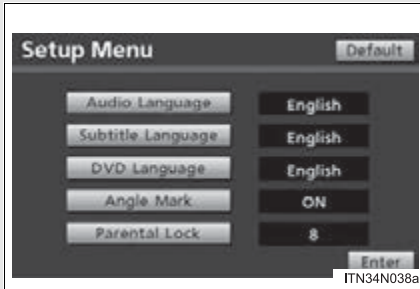 Setup Menu Default
Audio Language English
Subtitle Language English
DVD Language English
Angle Mark ON
Parental Lock 8
Enter
ITN34N038a